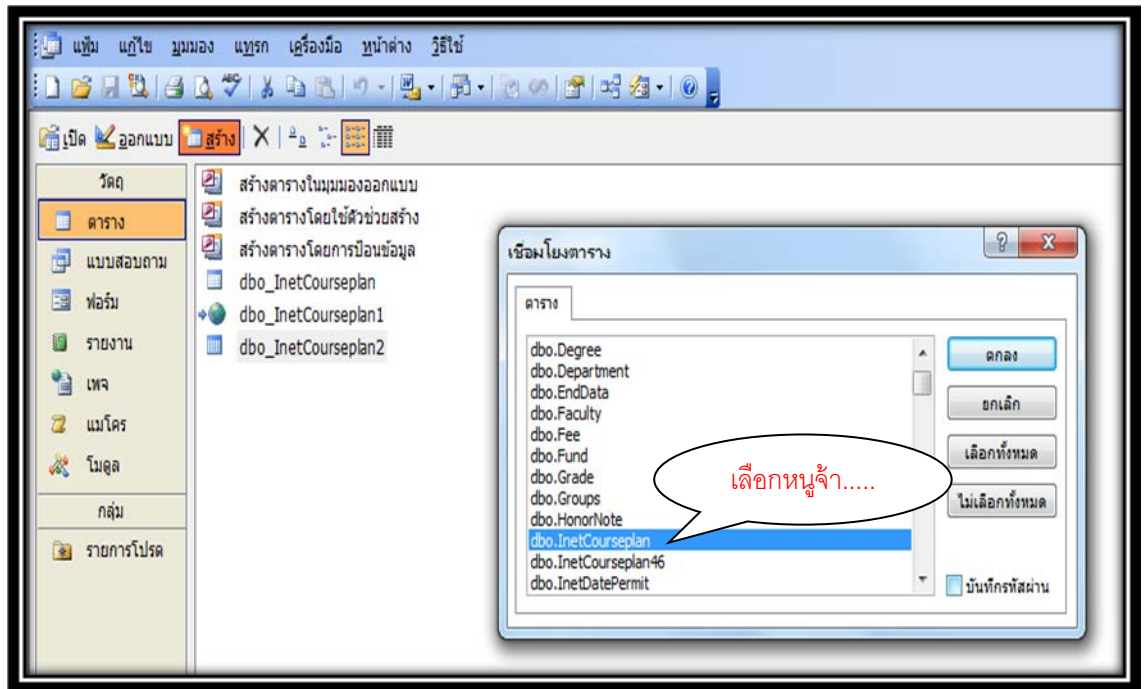 แฟ้ม แก้ไข มุมมอง แทรก เครื่องมือ หน้าต่าง วิธีใช้
เปิด ออกแบบ สร้าง
วัตถุ
ตาราง
แบบสอบถาม
ฟอร์ม
รายงาน
เพจ
แมโคร
โมดูล
กลุ่ม
รายการโปรด
สร้างตารางในมุมมองออกแบบ
สร้างตารางโดยใช้ตัวช่วยสร้าง
สร้างตารางโดยการป้อนข้อมูล
dbo_InetCourseplan
dbo_InetCourseplan1
dbo_InetCourseplan2
เชื่อมโยงตาราง
ตาราง
dbo.Degree
dbo.Department
dbo.EndData
dbo.Faculty
dbo.Fee
dbo.Fund
dbo.Grade
dbo.Groups
dbo.HonorNote
dbo.InetCourseplan
dbo.InetCourseplan46
dbo.InetDatePermit
ตกลง
ยกเลิก
เลือกทั้งหมด
ไม่เลือกทั้งหมด
บันทึกรหัสผ่าน
เลือกหนูจ้า.....